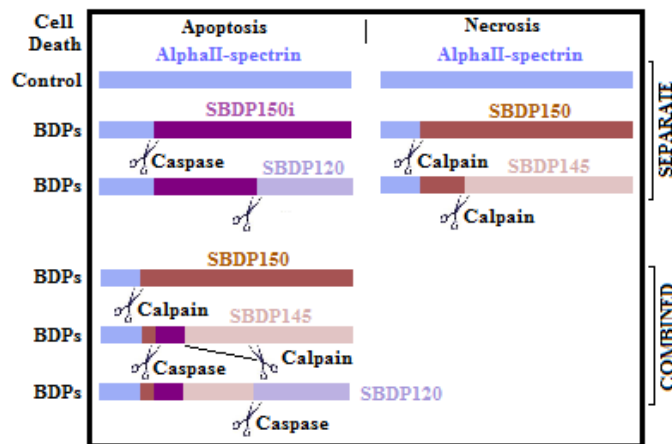 Cell Death Apoptosis | Necrosis
AlphaII-spectrin AlphaII-spectrin
Control
SBDP150i SBDP150
BDPs
Caspase SBDP120 Calpain SBDP145
BDPs
Calpain
SEPARATE
SBDP150
BDPs
Calpain SBDP145
BDPs
Caspase Calpain
BDPs SBDP120
Caspase
COMBINED